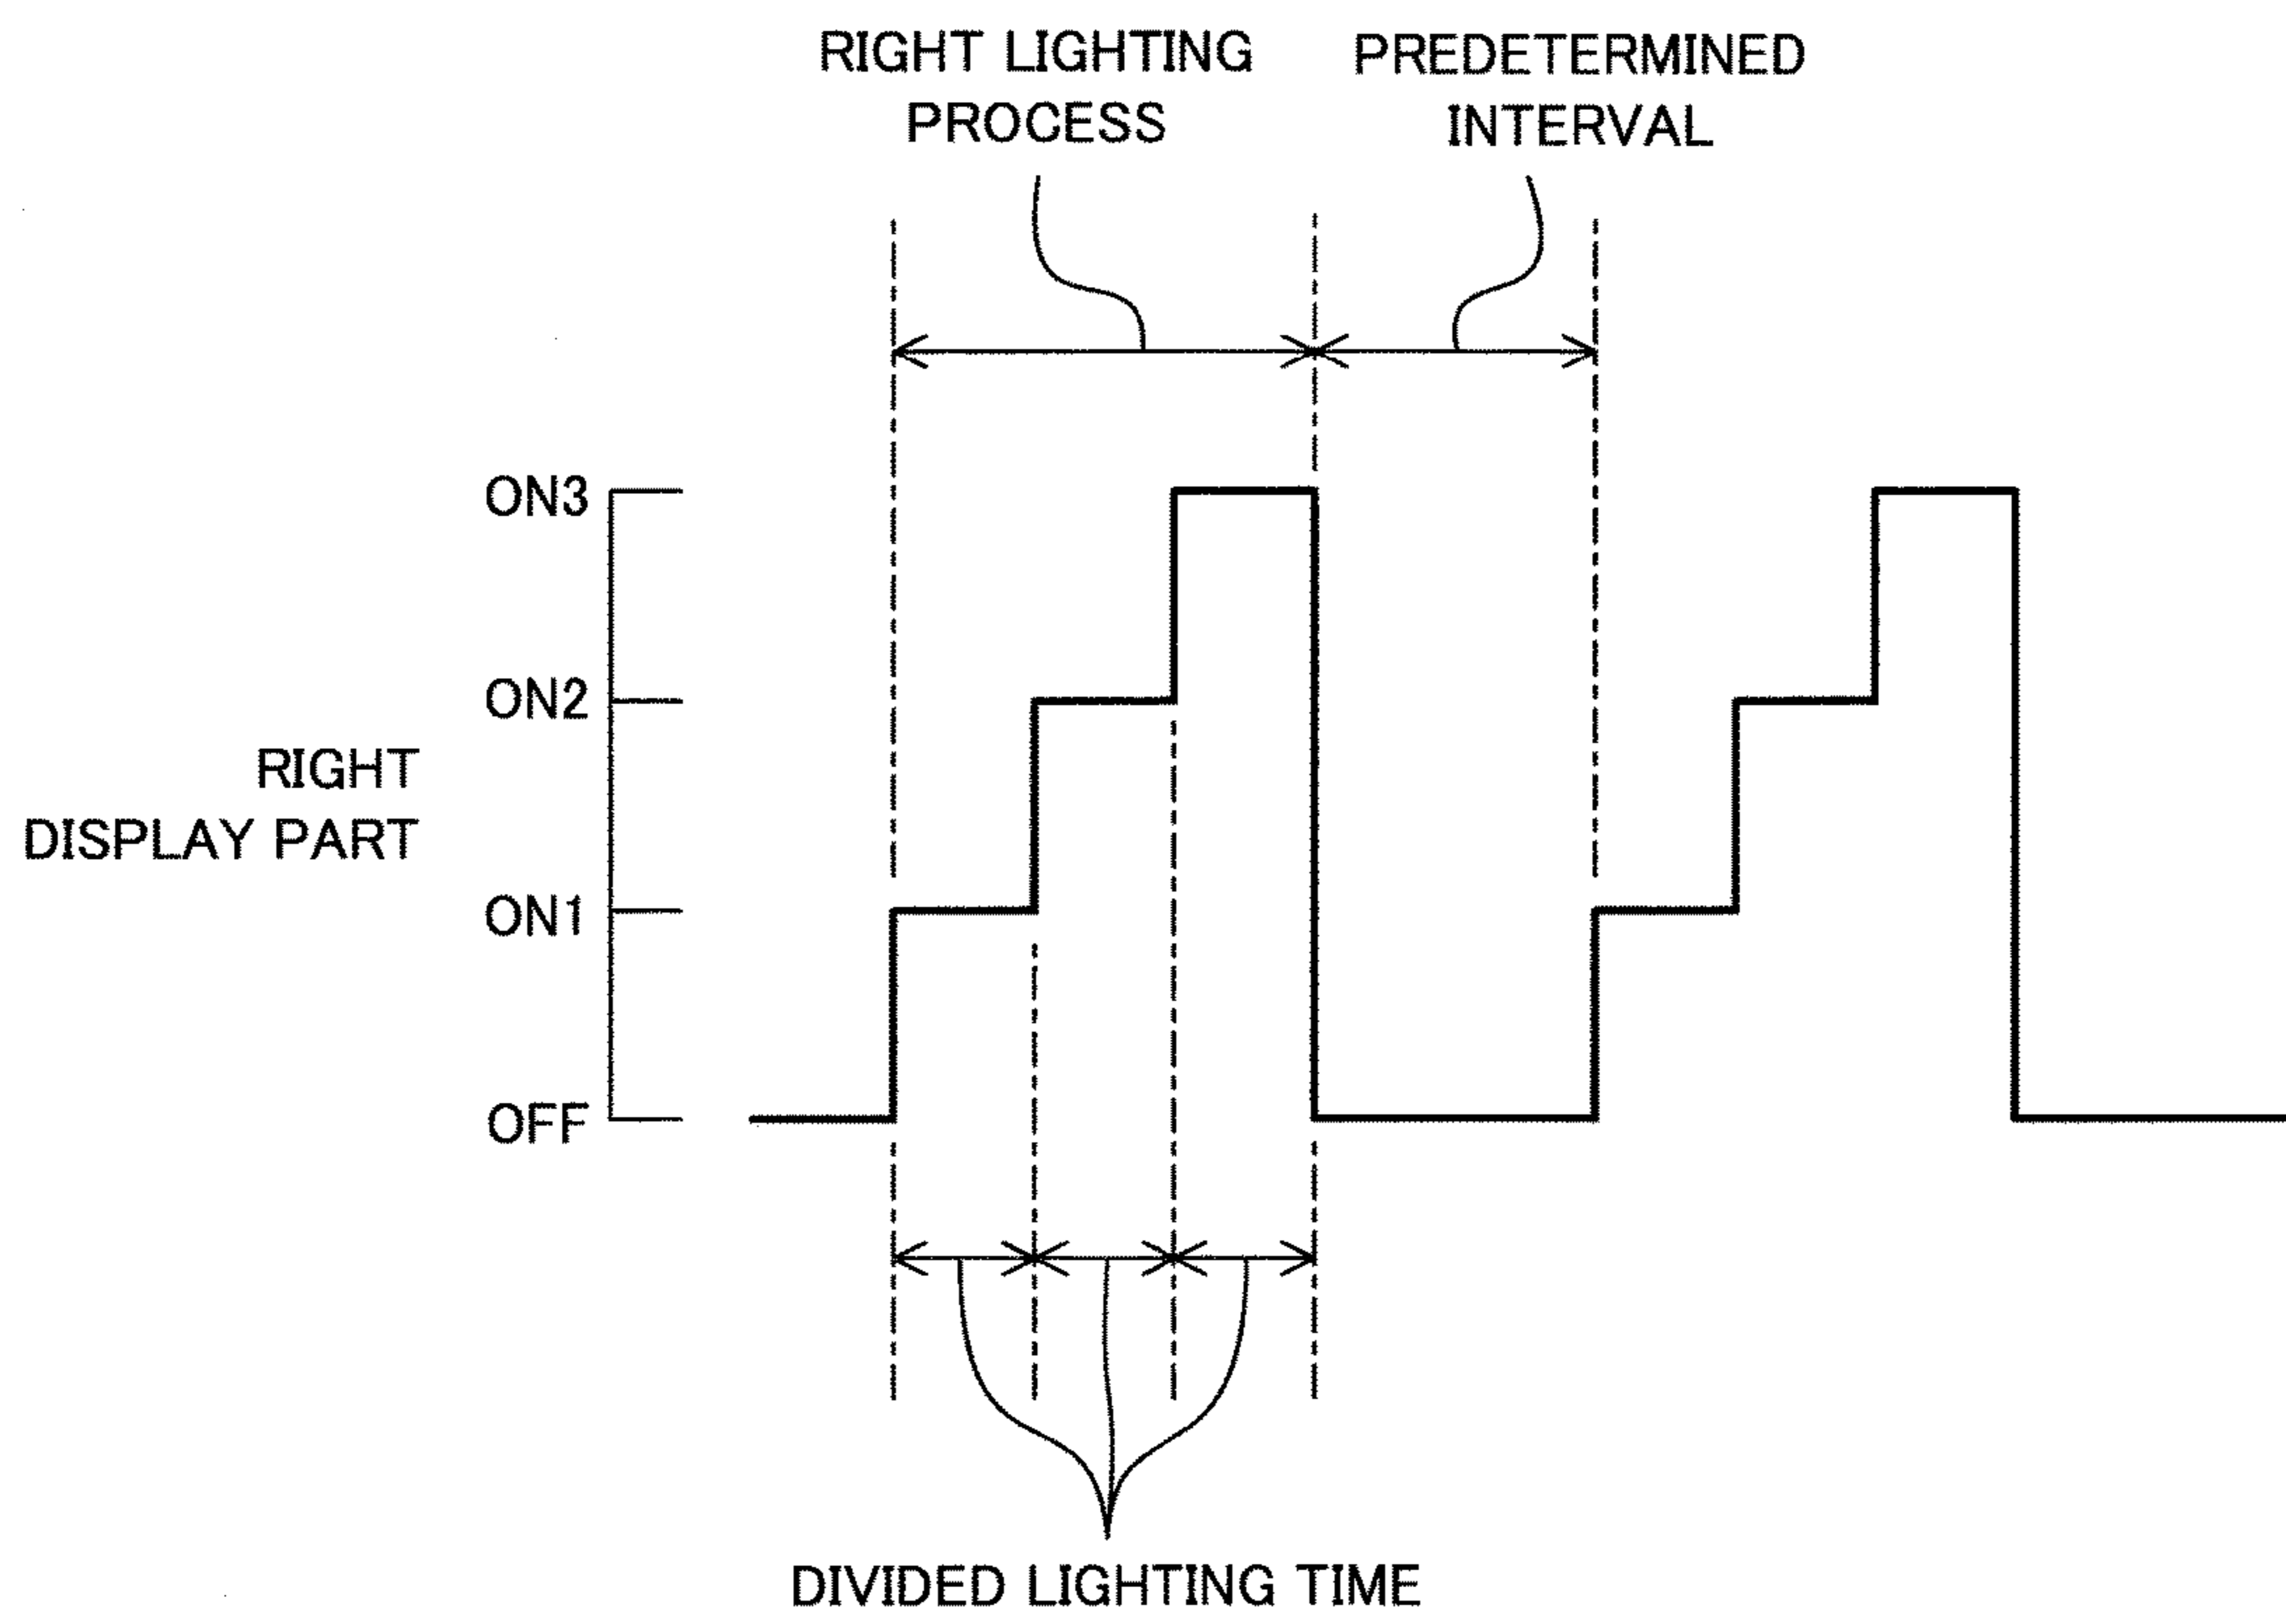 RIGHT LIGHTING
PROCESS
PREDETERMINED
INTERVAL
ON3
ON2
RIGHT
DISPLAY PART
ON1
OFF
DIVIDED LIGHTING TIME